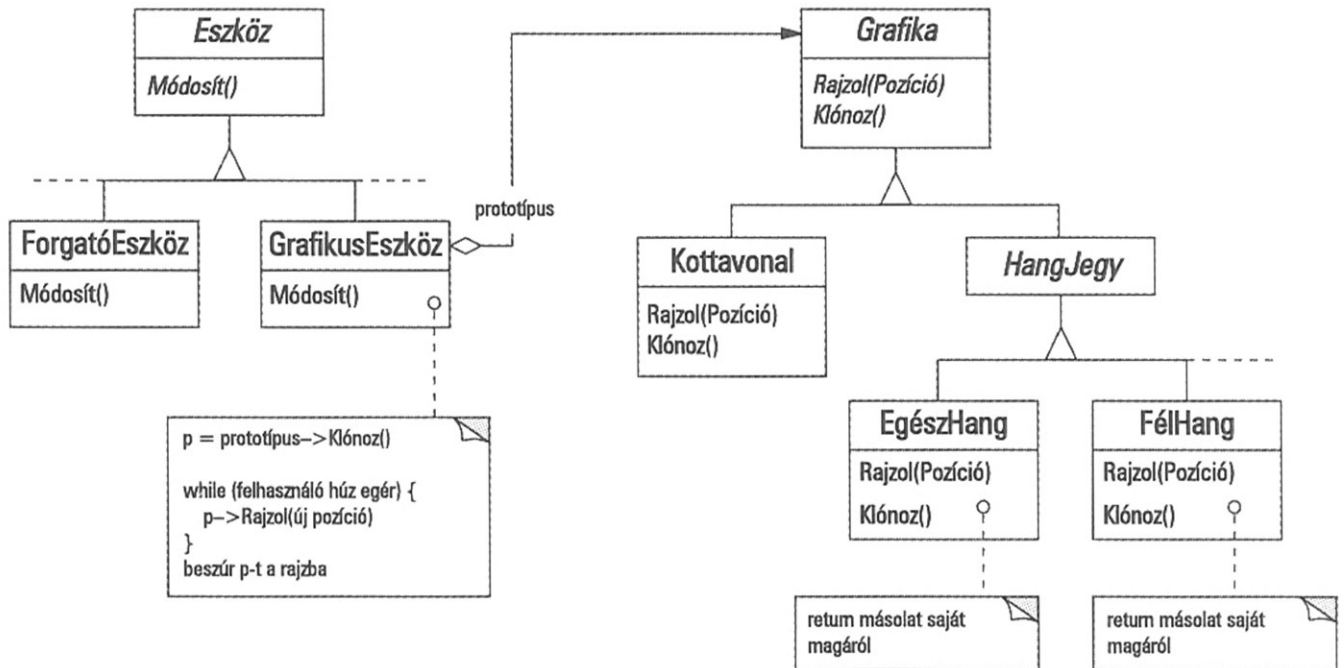 Eszköz
Módosít()
Grafika
Rajzol(Pozíció)
Klónoz()
prototípus
ForgatóEszköz
Módosít()
GrafikusEszköz
Módosít()
Kottavonal
Rajzol(Pozíció)
Klónoz()
HangJegy
EgészHang
Rajzol(Pozíció)
Klónoz()
FélHang
Rajzol(Pozíció)
Klónoz()
p = prototípus–>Klónoz()
while (felhasználó húz egér) {
p–>Rajzol(új pozíció)
}
beszúr p-t a rajzba
return másolat saját
magáról
return másolat saját
magáról